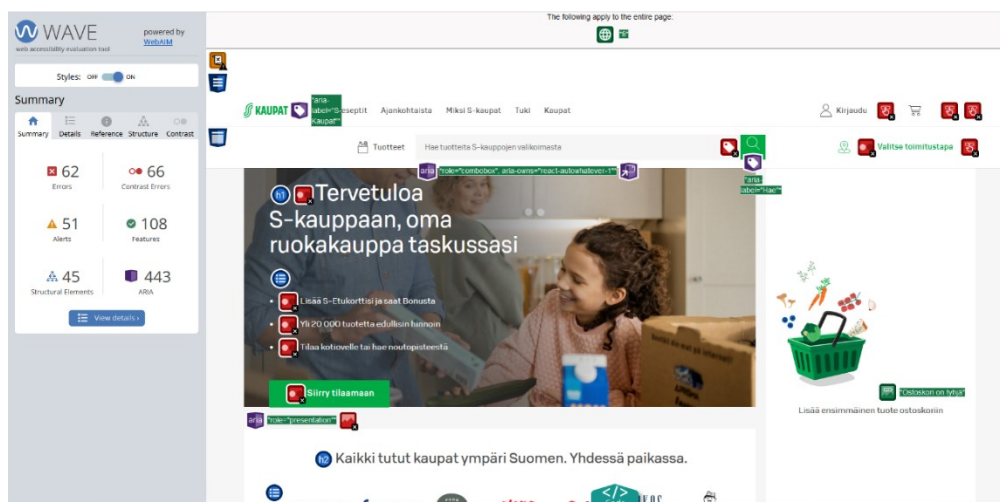 WAVE
web accessibility evaluation tool
powered by
WebAIM
Styles: OFF ON
Summary
Summary Details Reference Structure Contrast
62
Errors
66
Contrast Errors
51
Alerts
108
Features
45
Structural Elements
443
ARIA
View details ›
The following apply to the entire page:
S KAUPAT
*aria-label="S-Kaupat"*
eseptit Ajankohtaista Miksi S-kaupat Tuki Kaupat
Kirjaudu
Tuotteet
Hae tuotteita S-kauppojen valikoimasta
Valitse toimitustapa
aria *role="combobox", aria-owns="react-autowhatever-1"*
*aria-label="Hae"*
h1 Tervetuloa
S-kauppaan, oma
ruokakauppa taskussasi
Lisää S-Etukorttisi ja saat Bonusta
Yli 20 000 tuotetta edullisin hinnoin
Tilaa kotiovelle tai hae noutopisteestä
Siirry tilaamaan
"Ostoskori on tyhjä"
Lisää ensimmäinen tuote ostoskoriin
aria *role="presentation"*
h2 Kaikki tutut kaupat ympäri Suomen. Yhdessä paikassa.
</>